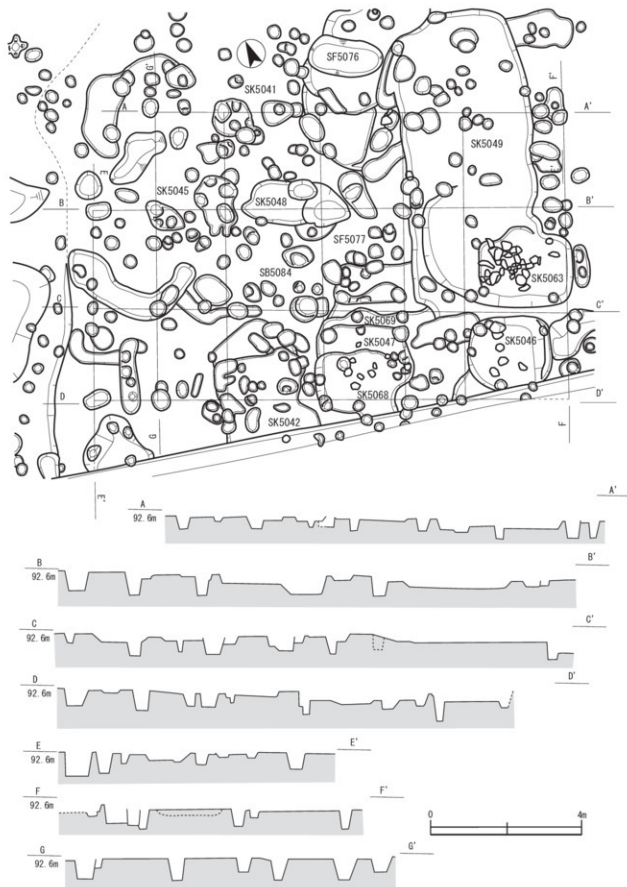 SF5076
G'
SK5041
F'
A
A'
SK5049
E
SK5045
SK5048
B
B'
SF5077
SB5084
SK5063
C
C'
SK5069
SK5047
SK5046
SK5068
D
D'
SK5042
G
F
E'
A
A'
92.6m
B
B'
92.6m
C
C'
92.6m
D
D'
92.6m
E
E'
92.6m
F
F'
92.6m
0
4m
G
G'
92.6m